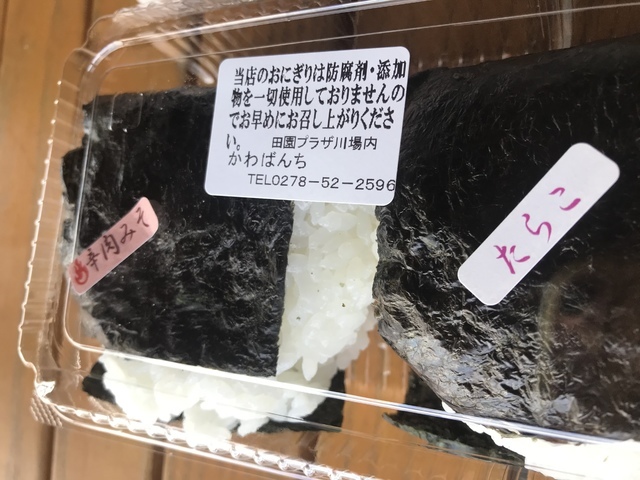 当店のおにぎりは防腐剤・添加
物を一切使用しておりませんの
でお早めにお召し上がりくださ
い。 田園プラザ川場内
かわばんち
TEL0278-52-2596
辛肉みそ
たらこ